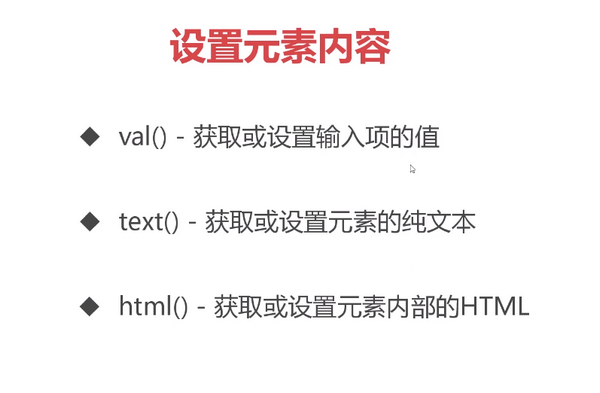 设置元素内容
◆ val() - 获取或设置输入项的值
◆ text() - 获取或设置元素的纯文本
◆ html() - 获取或设置元素内部的HTML